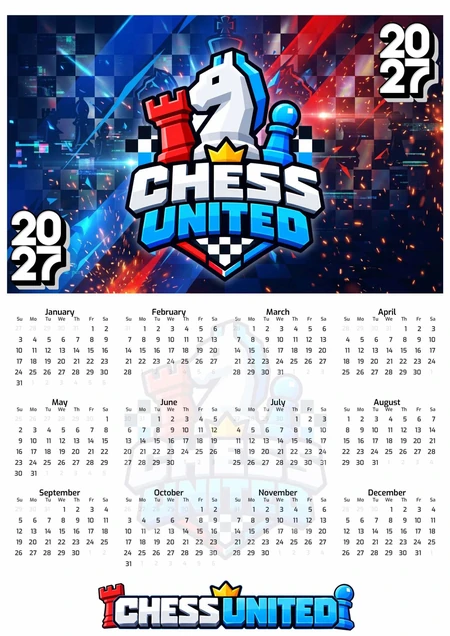 20
27
CHESS
UNITED
20
27
January
Su Mo Tu We Th Fr Sa
1 2
3 4 5 6 7 8 9
10 11 12 13 14 15 16
17 18 19 20 21 22 23
24 25 26 27 28 29 30
31
February
Su Mo Tu We Th Fr Sa
1 2 3 4 5 6
7 8 9 10 11 12 13
14 15 16 17 18 19 20
21 22 23 24 25 26 27
28
March
Su Mo Tu We Th Fr Sa
1 2 3 4 5 6
7 8 9 10 11 12 13
14 15 16 17 18 19 20
21 22 23 24 25 26 27
28 29 30 31
April
Su Mo Tu We Th Fr Sa
1 2 3
4 5 6 7 8 9 10
11 12 13 14 15 16 17
18 19 20 21 22 23 24
25 26 27 28 29 30
May
Su Mo Tu We Th Fr Sa
1
2 3 4 5 6 7 8
9 10 11 12 13 14 15
16 17 18 19 20 21 22
23 24 25 26 27 28 29
30 31
June
Su Mo Tu We Th Fr Sa
1 2 3 4 5
6 7 8 9 10 11 12
13 14 15 16 17 18 19
20 21 22 23 24 25 26
27 28 29 30
July
Su Mo Tu We Th Fr Sa
1 2 3
4 5 6 7 8 9 10
11 12 13 14 15 16 17
18 19 20 21 22 23 24
25 26 27 28 29 30 31
August
Su Mo Tu We Th Fr Sa
1 2 3 4 5 6 7
8 9 10 11 12 13 14
15 16 17 18 19 20 21
22 23 24 25 26 27 28
29 30 31
CHESS
UNITED
September
Su Mo Tu We Th Fr Sa
1 2 3 4
5 6 7 8 9 10 11
12 13 14 15 16 17 18
19 20 21 22 23 24 25
26 27 28 29 30
October
Su Mo Tu We Th Fr Sa
1 2
3 4 5 6 7 8 9
10 11 12 13 14 15 16
17 18 19 20 21 22 23
24 25 26 27 28 29 30
31
November
Su Mo Tu We Th Fr Sa
1 2 3 4 5 6
7 8 9 10 11 12 13
14 15 16 17 18 19 20
21 22 23 24 25 26 27
28 29 30
December
Su Mo Tu We Th Fr Sa
1 2 3 4
5 6 7 8 9 10 11
12 13 14 15 16 17 18
19 20 21 22 23 24 25
26 27 28 29 30 31
CHESS UNITED